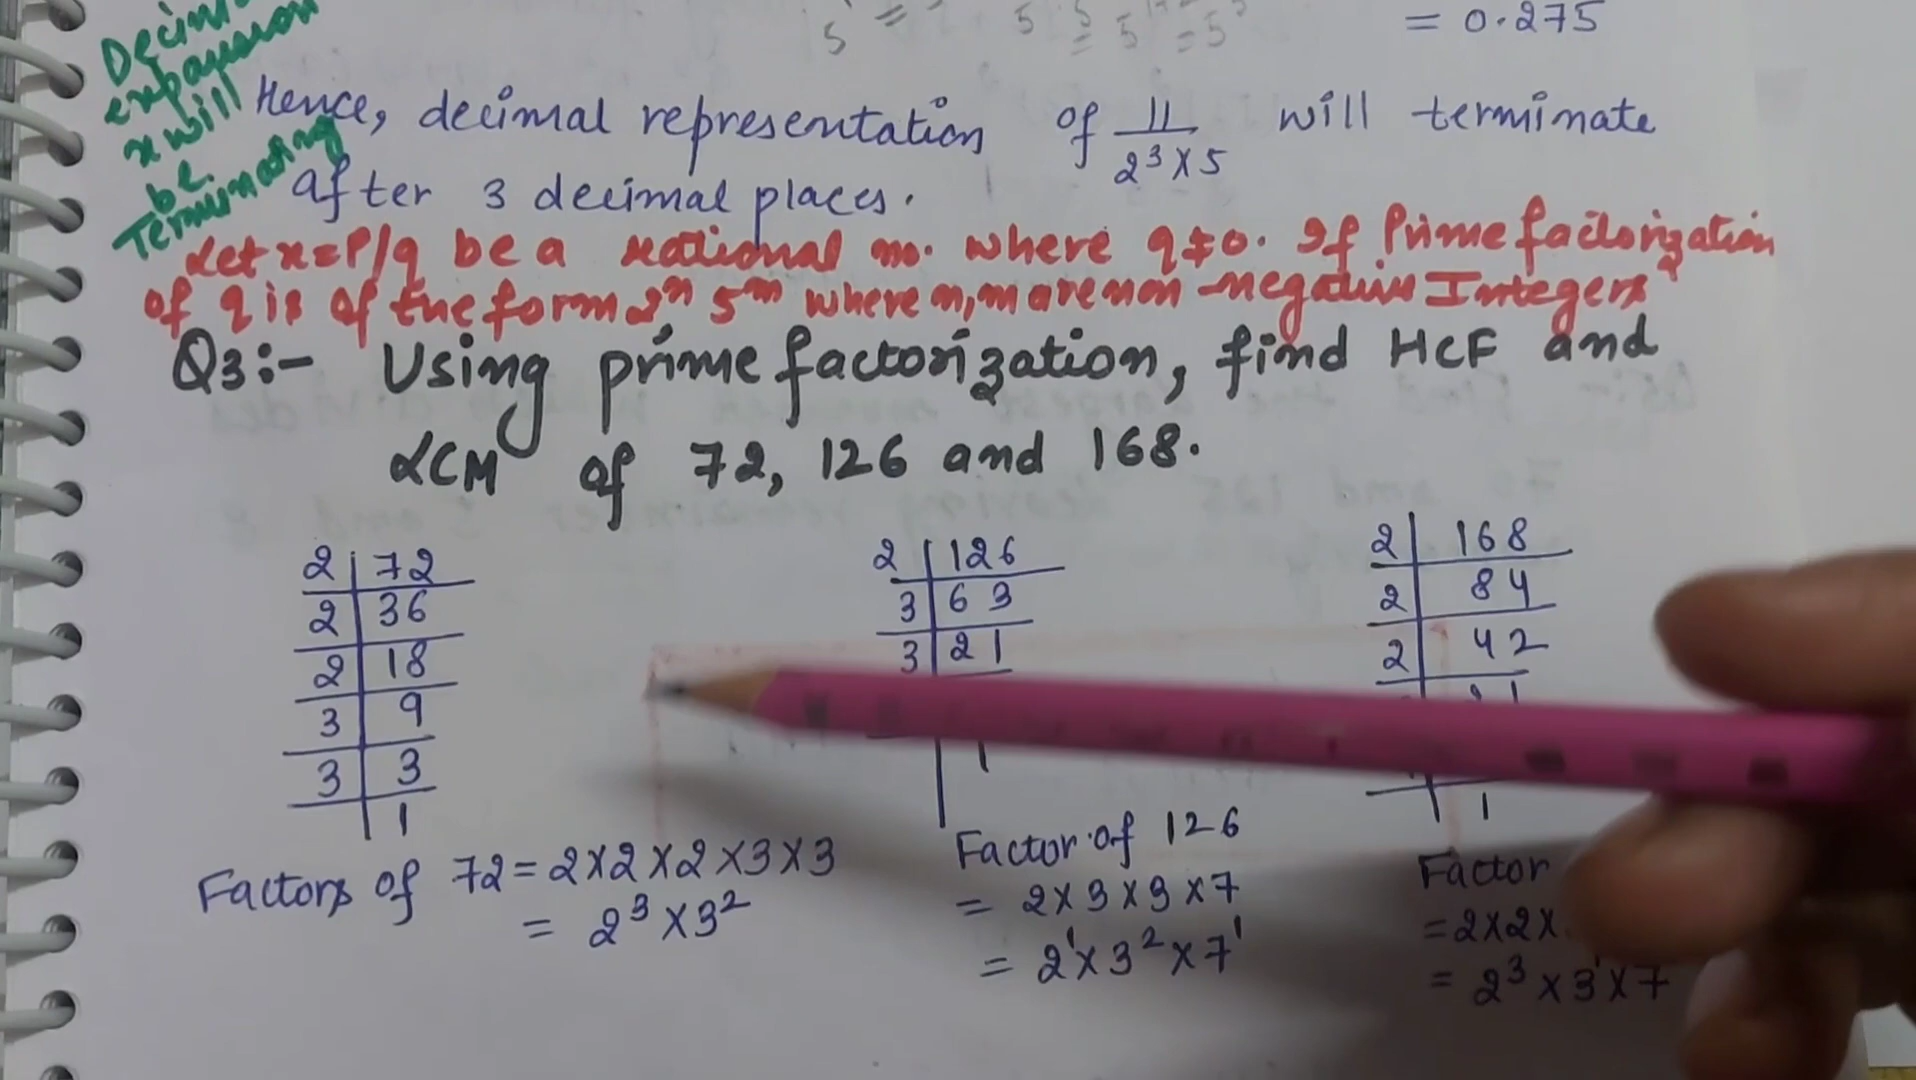 = 0.275
Decim
expansion
x will
be
Terminating
Hence, decimal representation of 11/2³×5 will terminate
after 3 decimal places.
Let x = P/q be a rational no. where q≠0. If Prime factorization
of q is of the form 2ⁿ 5ᵐ where n, m are non-negative Integers
Q3:- Using prime factorization, find HCF and
LCM of 72, 126 and 168.
2 | 72
2 | 36
2 | 18
3 | 9
3 | 3
| 1
Factors of 72 = 2×2×2×3×3
= 2³×3²
2 | 126
3 | 63
3 | 21
1
Factor of 126
= 2×3×3×7
= 2¹×3²×7¹
2 | 168
2 | 84
2 | 42
21
1
Factor
= 2×2×
= 2³×3¹×7